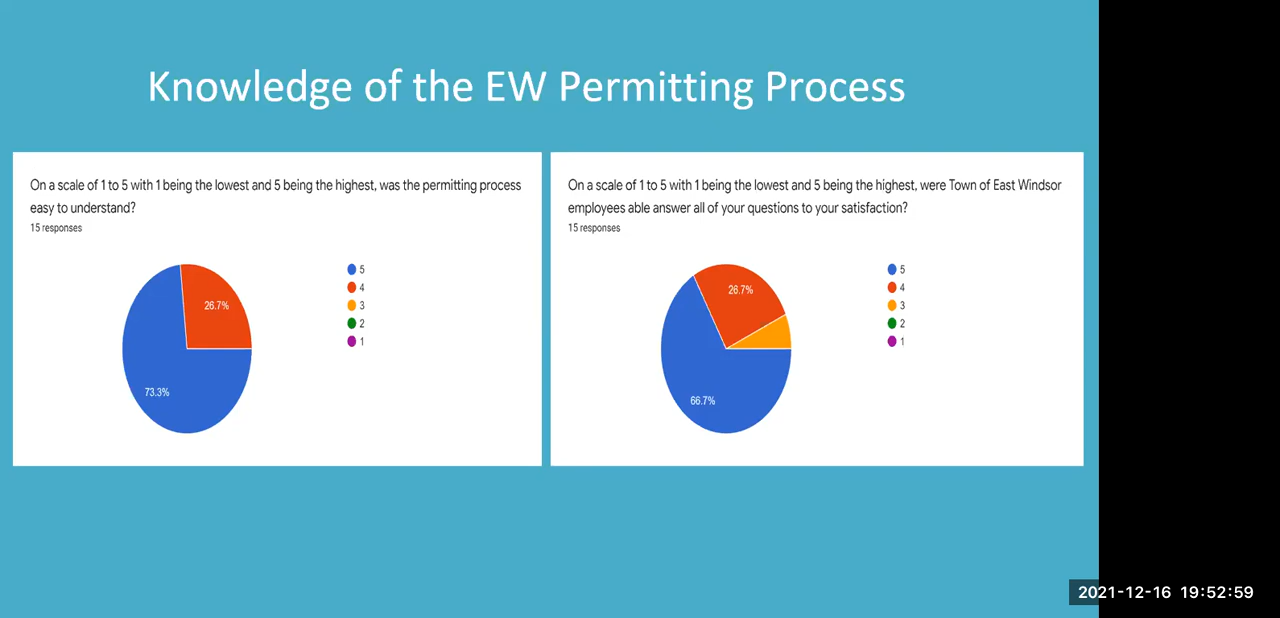 Knowledge of the EW Permitting Process
On a scale of 1 to 5 with 1 being the lowest and 5 being the highest, was the permitting process
easy to understand?
15 responses
26.7%
73.3%
5
4
3
2
1
On a scale of 1 to 5 with 1 being the lowest and 5 being the highest, were Town of East Windsor
employees able answer all of your questions to your satisfaction?
15 responses
26.7%
66.7%
5
4
3
2
1
2021-12-16 19:52:59